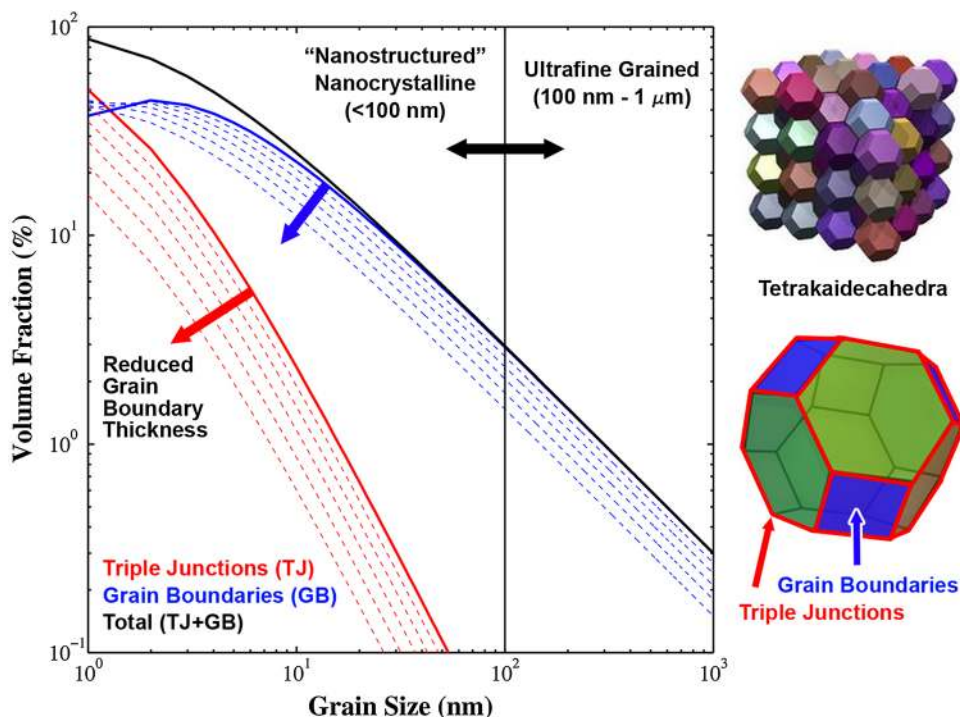 10²
10¹
10⁰
10⁻¹
Volume Fraction (%)
“Nanostructured”
Nanocrystalline
(<100 nm)
Ultrafine Grained
(100 nm - 1 μm)
Reduced
Grain
Boundary
Thickness
Triple Junctions (TJ)
Grain Boundaries (GB)
Total (TJ+GB)
10⁰
10¹
10²
10³
Grain Size (nm)
Tetrakaidecahedra
Grain Boundaries
Triple Junctions